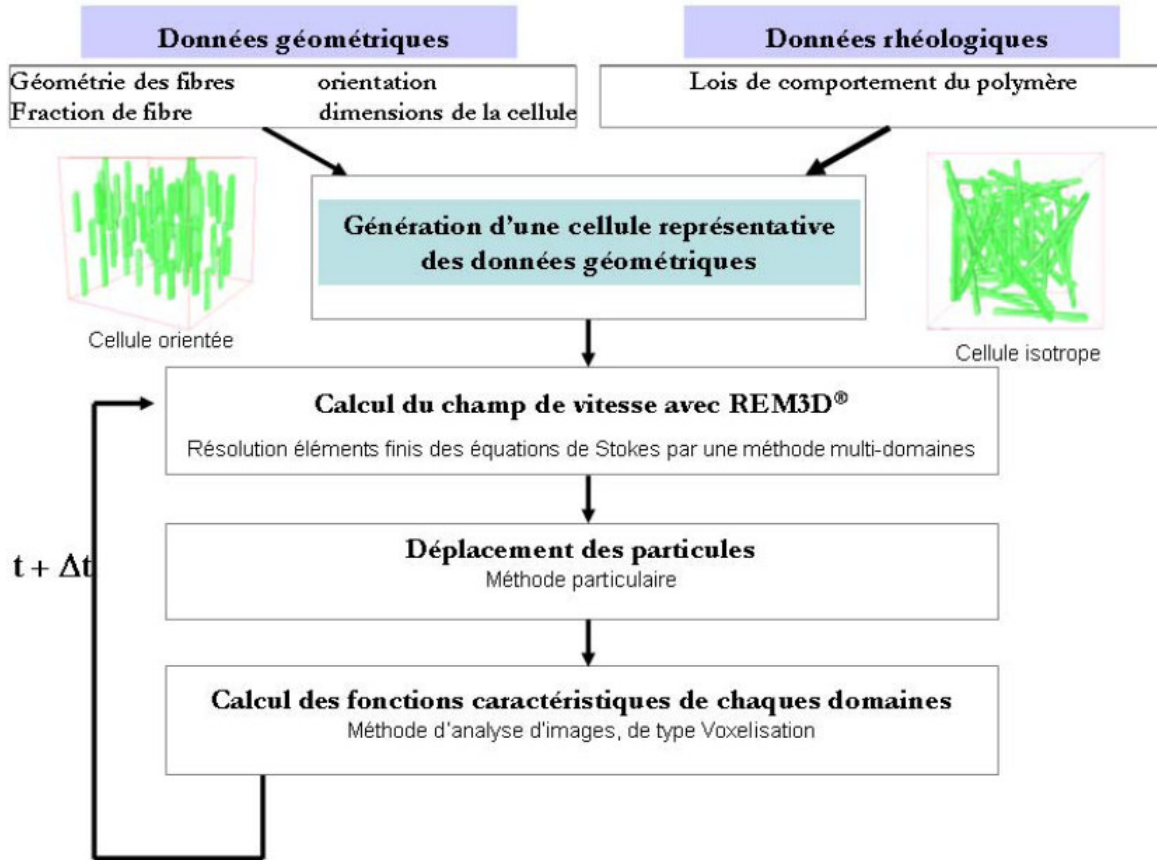 Données géométriques
Données rhéologiques
Géométrie des fibres orientation
Fraction de fibre dimensions de la cellule
Lois de comportement du polymère
Génération d'une cellule représentative
des données géométriques
Cellule orientée
Cellule isotrope
Calcul du champ de vitesse avec REM3D®
Résolution éléments finis des équations de Stokes par une méthode multi-domaines
t + Δt
Déplacement des particules
Méthode particulaire
Calcul des fonctions caractéristiques de chaques domaines
Méthode d'analyse d'images, de type Voxelisation